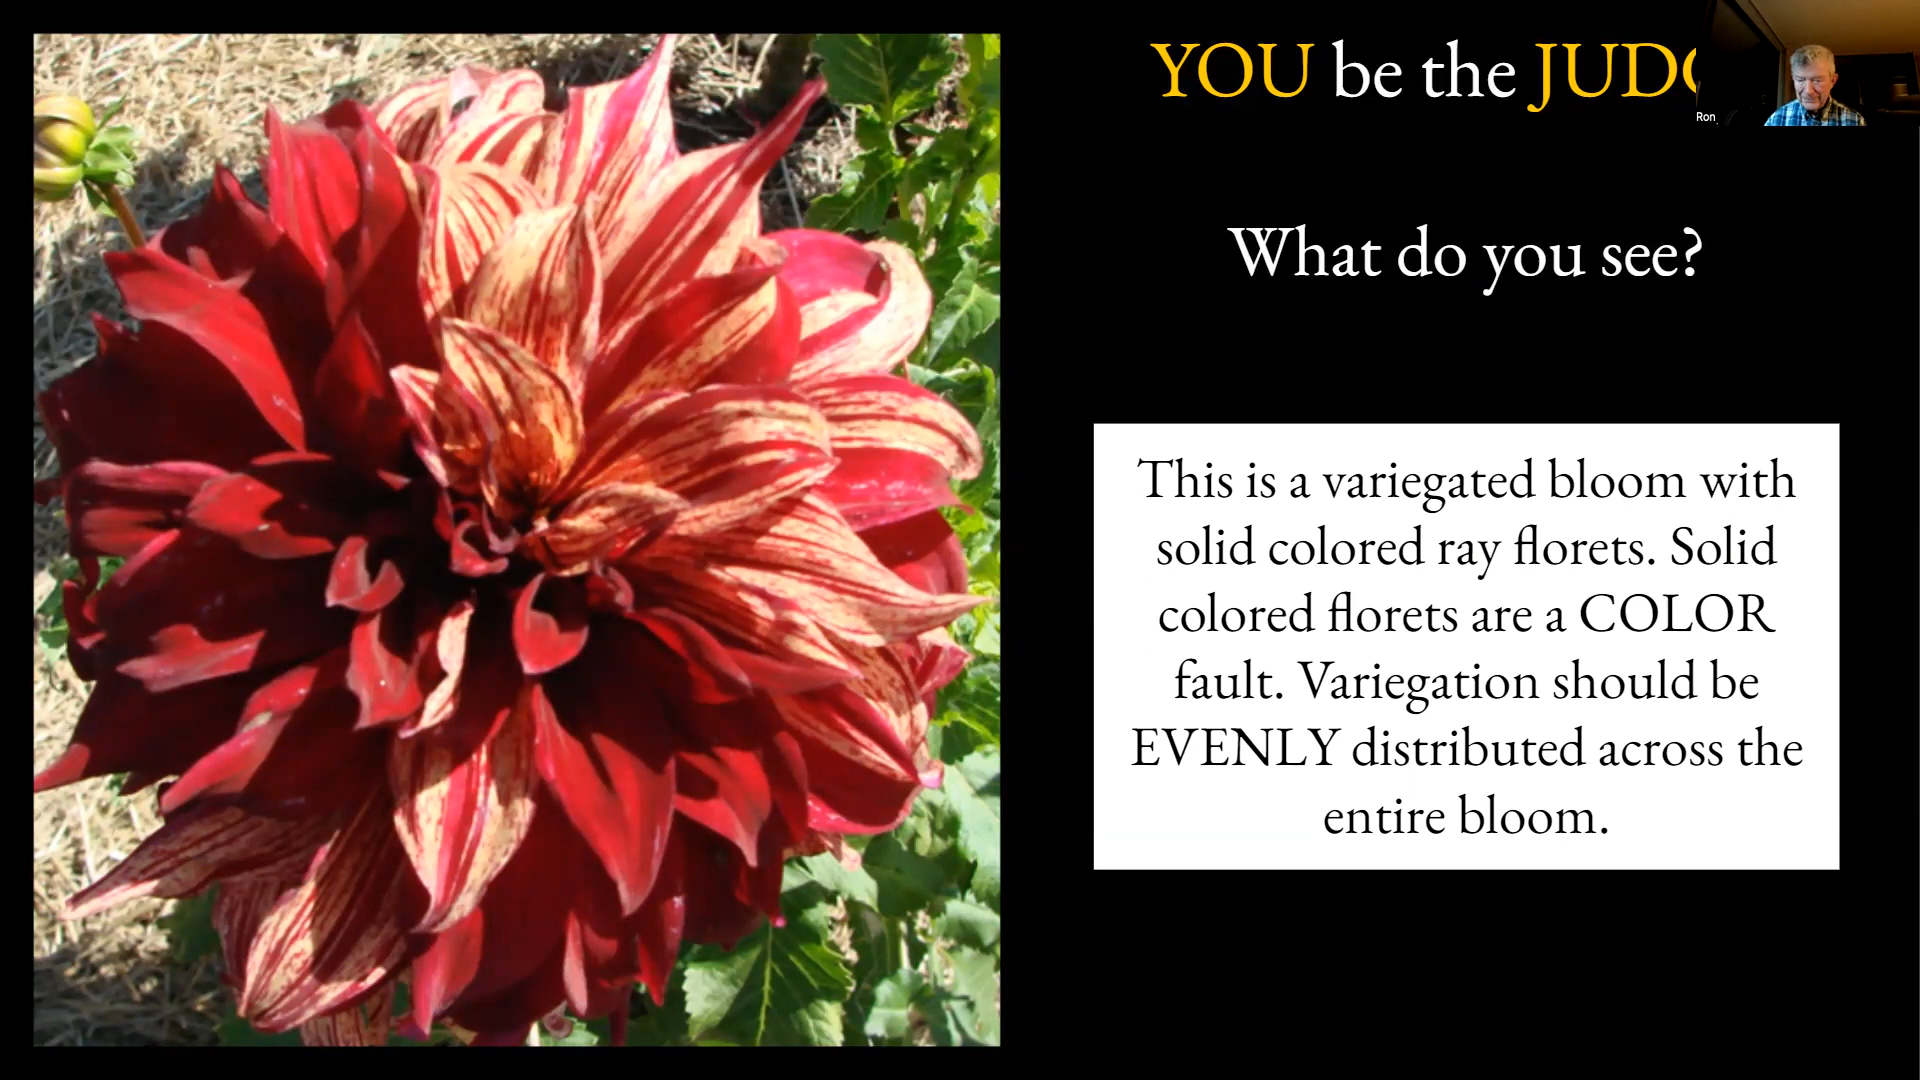 YOU be the JUDG
Ron
What do you see?
This is a variegated bloom with
solid colored ray florets. Solid
colored florets are a COLOR
fault. Variegation should be
EVENLY distributed across the
entire bloom.